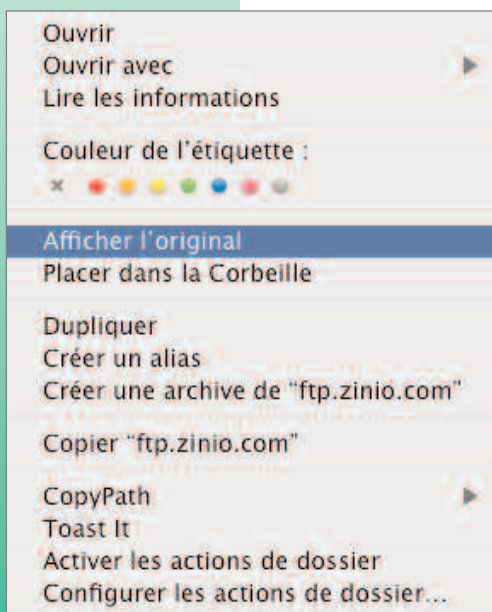 Ouvrir
Ouvrir avec
Lire les informations
Couleur de l'étiquette :
Afficher l'original
Placer dans la Corbeille
Dupliquer
Créer un alias
Créer une archive de “ftp.zinio.com”
Copier “ftp.zinio.com”
CopyPath
Toast It
Activer les actions de dossier
Configurer les actions de dossier...